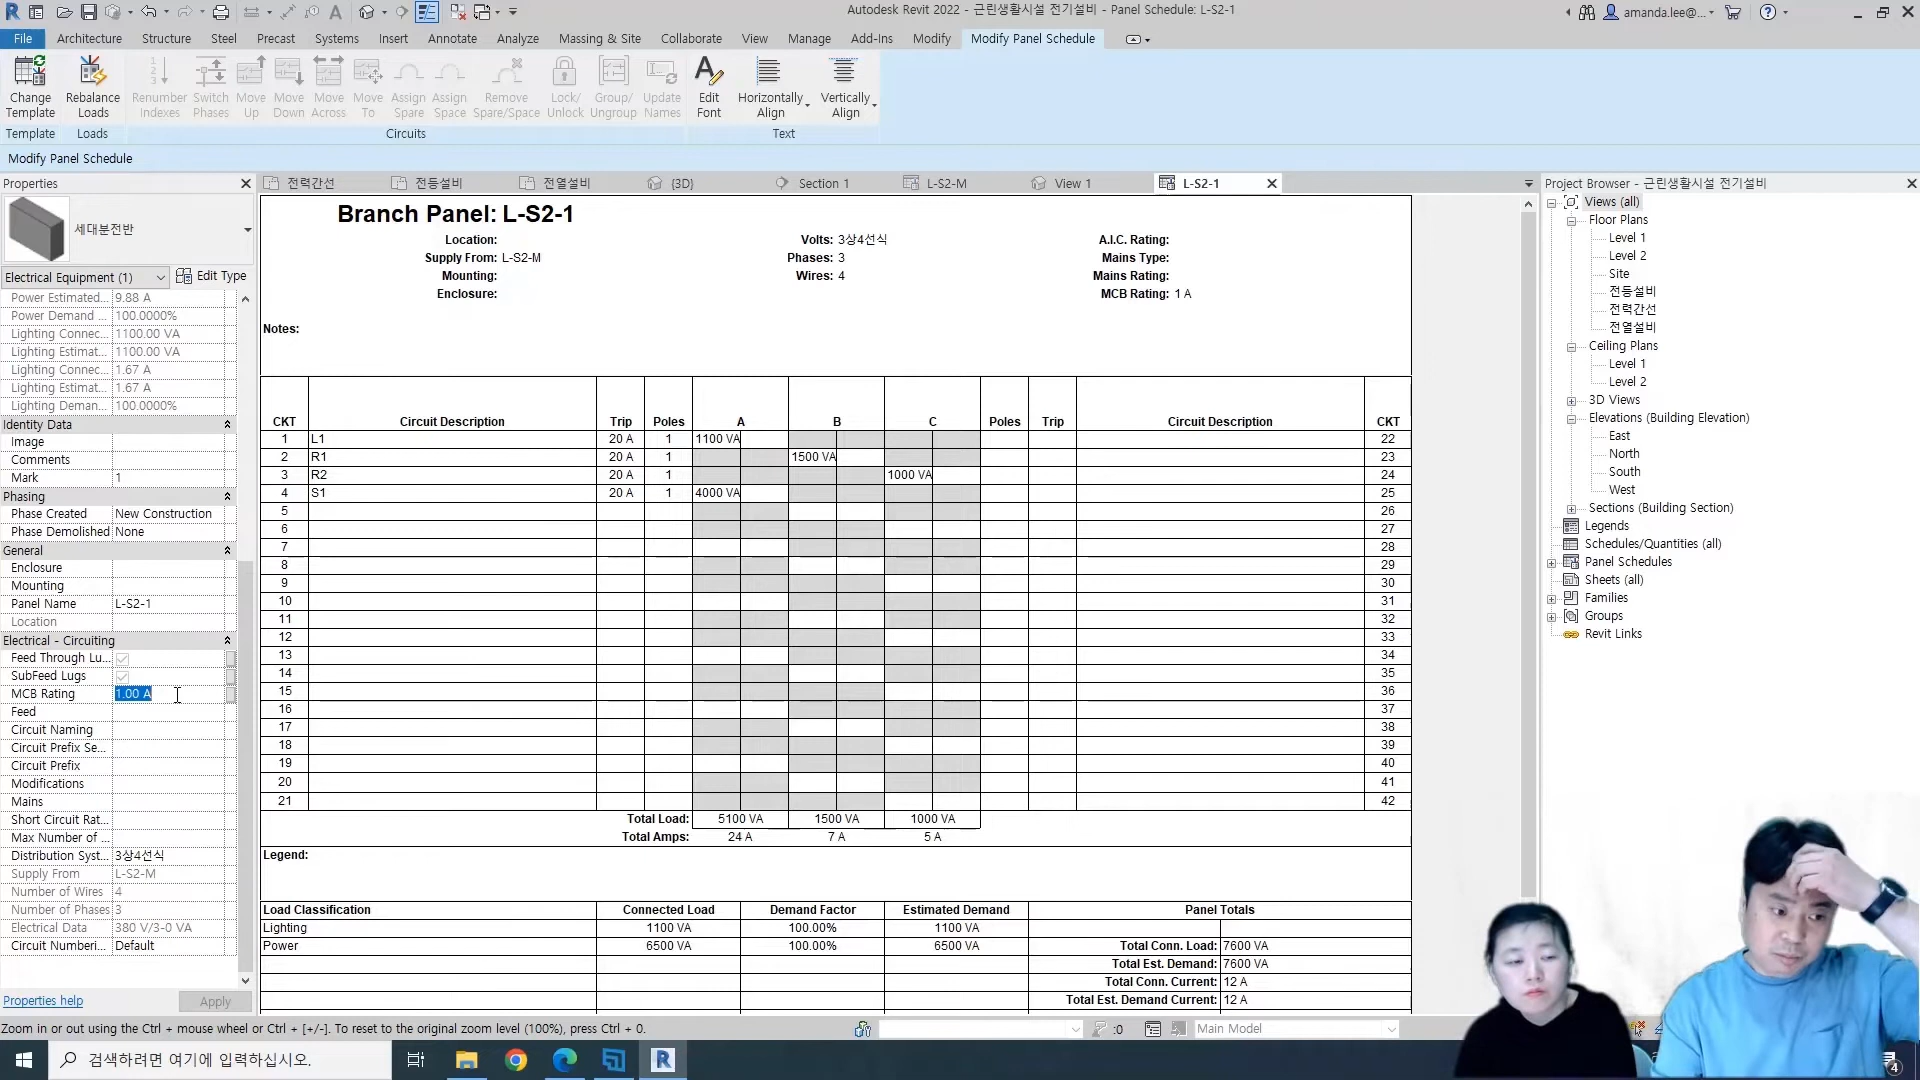 Autodesk Revit 2022 - 근린생활시설 전기설비 - Panel Schedule: L-S2-1
amanda.lee@...
File Architecture Structure Steel Precast Systems Insert Annotate Analyze Massing & Site Collaborate View Manage Add-Ins Modify Modify Panel Schedule
Change Template
Rebalance Loads
Renumber Indexes
Switch Phases
Move Up
Move Down
Move Across
Move To
Assign Spare
Assign Space
Remove Spare/Space
Lock/ Unlock
Group/ Ungroup
Update Names
Edit Font
Horizontally Align
Vertically Align
Template Loads Circuits Text
Modify Panel Schedule
Properties
세대분전반
Electrical Equipment (1) Edit Type
Power Estimated... 9.88 A
Power Demand ... 100.0000%
Lighting Connec... 1100.00 VA
Lighting Estimat... 1100.00 VA
Lighting Connec... 1.67 A
Lighting Estimat... 1.67 A
Lighting Deman... 100.0000%
Identity Data
Image
Comments
Mark 1
Phasing
Phase Created New Construction
Phase Demolished None
General
Enclosure
Mounting
Panel Name L-S2-1
Location
Electrical - Circuiting
Feed Through Lu...
SubFeed Lugs
MCB Rating 1.00 A
Feed
Circuit Naming
Circuit Prefix Se...
Circuit Prefix
Modifications
Mains
Short Circuit Rat...
Max Number of ...
Distribution Syst... 3상4선식
Supply From L-S2-M
Number of Wires 4
Number of Phases 3
Electrical Data 380 V/3-0 VA
Circuit Numberi... Default
Properties help Apply
전력간선 전등설비 전열설비 {3D} Section 1 L-S2-M View 1 L-S2-1
Branch Panel: L-S2-1
Location: Volts: 3상4선식 A.I.C. Rating:
Supply From: L-S2-M Phases: 3 Mains Type:
Mounting: Wires: 4 Mains Rating:
Enclosure: MCB Rating: 1 A
Notes:
CKT Circuit Description Trip Poles A B C Poles Trip Circuit Description CKT
1 L1 20 A 1 1100 VA 22
2 R1 20 A 1 1500 VA 23
3 R2 20 A 1 1000 VA 24
4 S1 20 A 1 4000 VA 25
5 26
6 27
7 28
8 29
9 30
10 31
11 32
12 33
13 34
14 35
15 36
16 37
17 38
18 39
19 40
20 41
21 42
Total Load: 5100 VA 1500 VA 1000 VA
Total Amps: 24 A 7 A 5 A
Legend:
Load Classification Connected Load Demand Factor Estimated Demand Panel Totals
Lighting 1100 VA 100.00% 1100 VA
Power 6500 VA 100.00% 6500 VA Total Conn. Load: 7600 VA
Total Est. Demand: 7600 VA
Total Conn. Current: 12 A
Total Est. Demand Current: 12 A
Project Browser - 근린생활시설 전기설비
Views (all)
Floor Plans
Level 1
Level 2
Site
전등설비
전력간선
전열설비
Ceiling Plans
Level 1
Level 2
3D Views
Elevations (Building Elevation)
East
North
South
West
Sections (Building Section)
Legends
Schedules/Quantities (all)
Panel Schedules
Sheets (all)
Families
Groups
Revit Links
Zoom in or out using the Ctrl + mouse wheel or Ctrl + [+/-]. To reset to the original zoom level (100%), press Ctrl + 0.
:0 Main Model
검색하려면 여기에 입력하십시오.
4